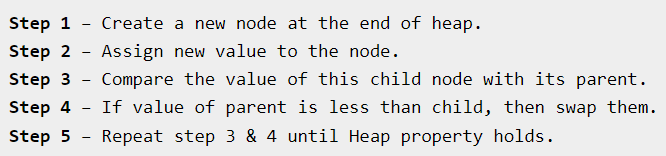 Step 1 – Create a new node at the end of heap.
Step 2 – Assign new value to the node.
Step 3 – Compare the value of this child node with its parent.
Step 4 – If value of parent is less than child, then swap them.
Step 5 – Repeat step 3 & 4 until Heap property holds.